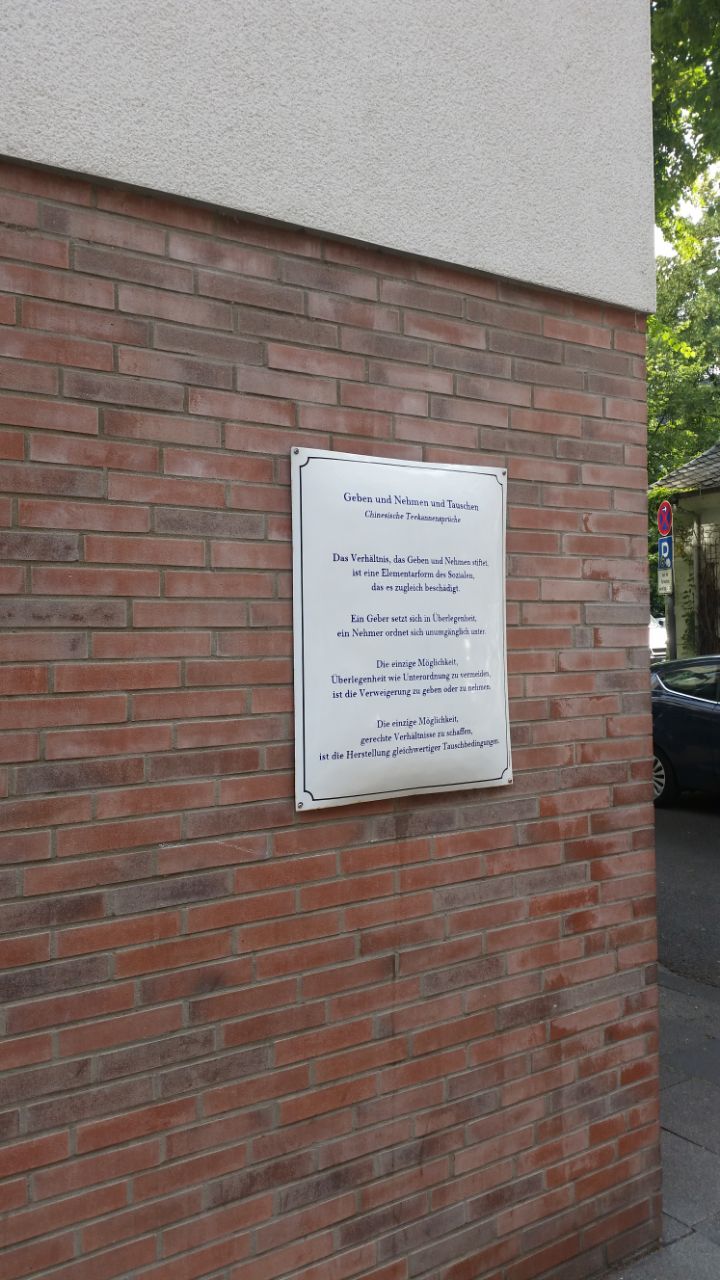 Geben und Nehmen und Tauschen
Chinesische Teekannensprüche
Das Verhältnis, das Geben und Nehmen stiftet,
ist eine Elementarform des Sozialen,
das es zugleich beschädigt.
Ein Geber setzt sich in Überlegenheit,
ein Nehmer ordnet sich unumgänglich unter.
Die einzige Möglichkeit,
Überlegenheit wie Unterordnung zu vermeiden,
ist die Verweigerung zu geben oder zu nehmen.
Die einzige Möglichkeit,
gerechte Verhältnisse zu schaffen,
ist die Herstellung gleichwertiger Tauschbedingungen.
P